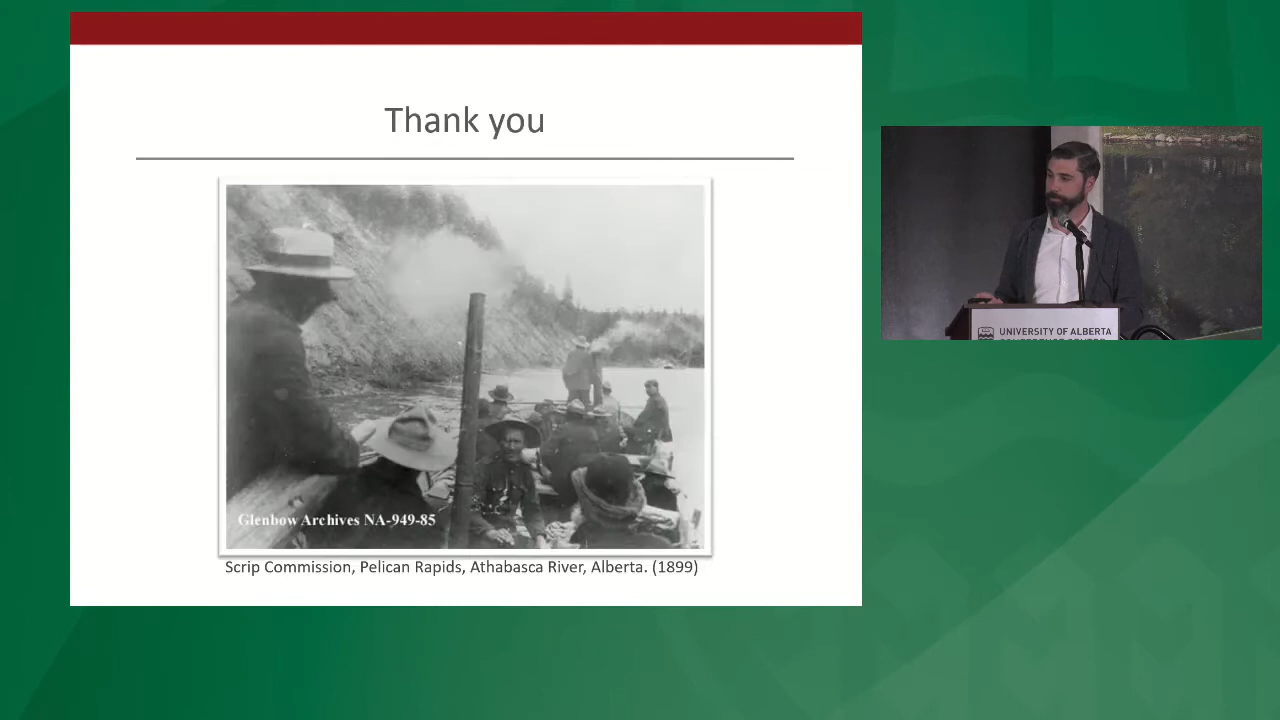 Thank you
Glenbow Archives NA-949-85
Scrip Commission, Pelican Rapids, Athabasca River, Alberta. (1899)
UNIVERSITY OF ALBERTA